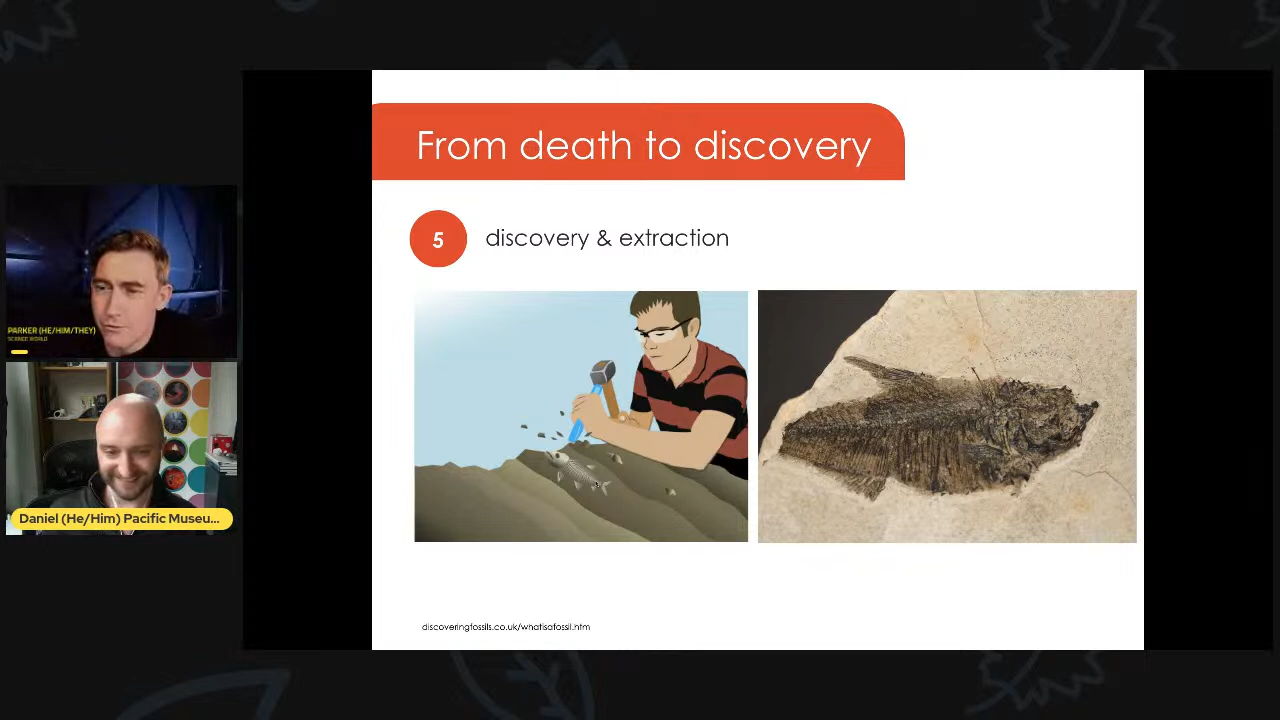 From death to discovery
5
discovery & extraction
PARKER (HE/HIM/THEY)
SCIENCE WORLD
Daniel (He/Him) Pacific Museu...
discoveringfossils.co.uk/whatisafossil.htm